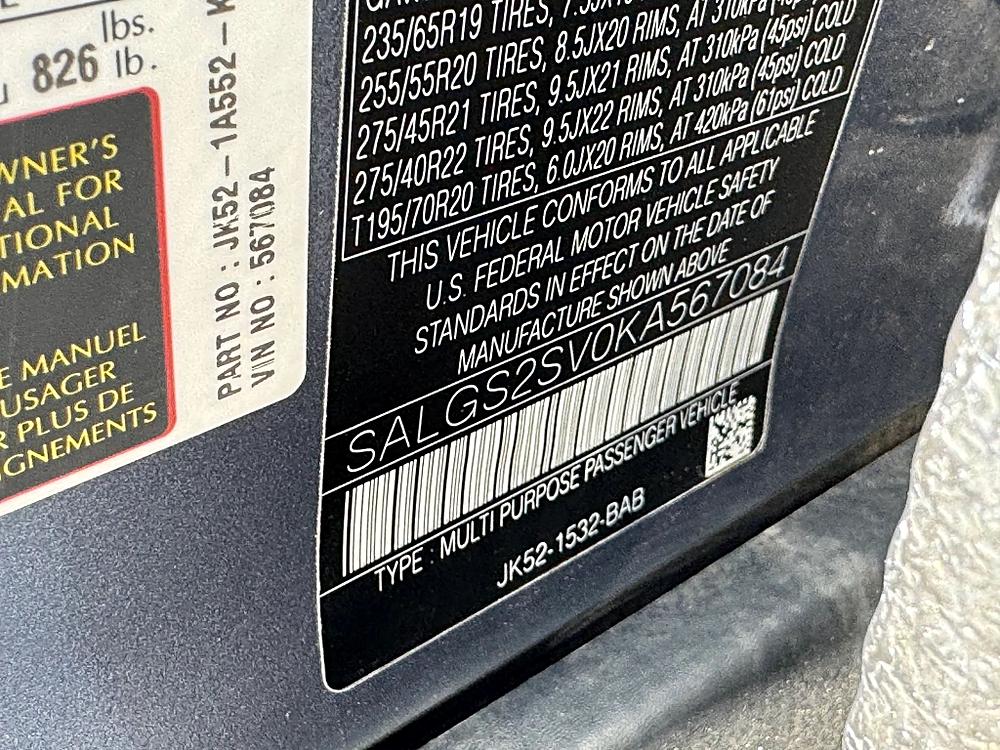 lbs.
826 lb.
WNER'S
AL FOR
TIONAL
MATION
E MANUEL
USAGER
R PLUS DE
GNEMENTS
PART NO : JK52-1A552-
VIN NO : 567084
235/65R19 TIRES,
255/55R20 TIRES, 8.5JX20 RIMS, AT 310kPa
275/45R21 TIRES, 9.5JX21 RIMS, AT 310kPa (45psi) COLD
275/40R22 TIRES, 9.5JX22 RIMS, AT 310kPa (45psi) COLD
T195/70R20 TIRES, 6.0JX20 RIMS, AT 420kPa (61psi) COLD
THIS VEHICLE CONFORMS TO ALL APPLICABLE
U.S. FEDERAL MOTOR VEHICLE SAFETY
STANDARDS IN EFFECT ON THE DATE OF
MANUFACTURE SHOWN ABOVE
SALGS2SV0KA567084
TYPE : MULTI PURPOSE PASSENGER VEHICLE
JK52-1532-BAB